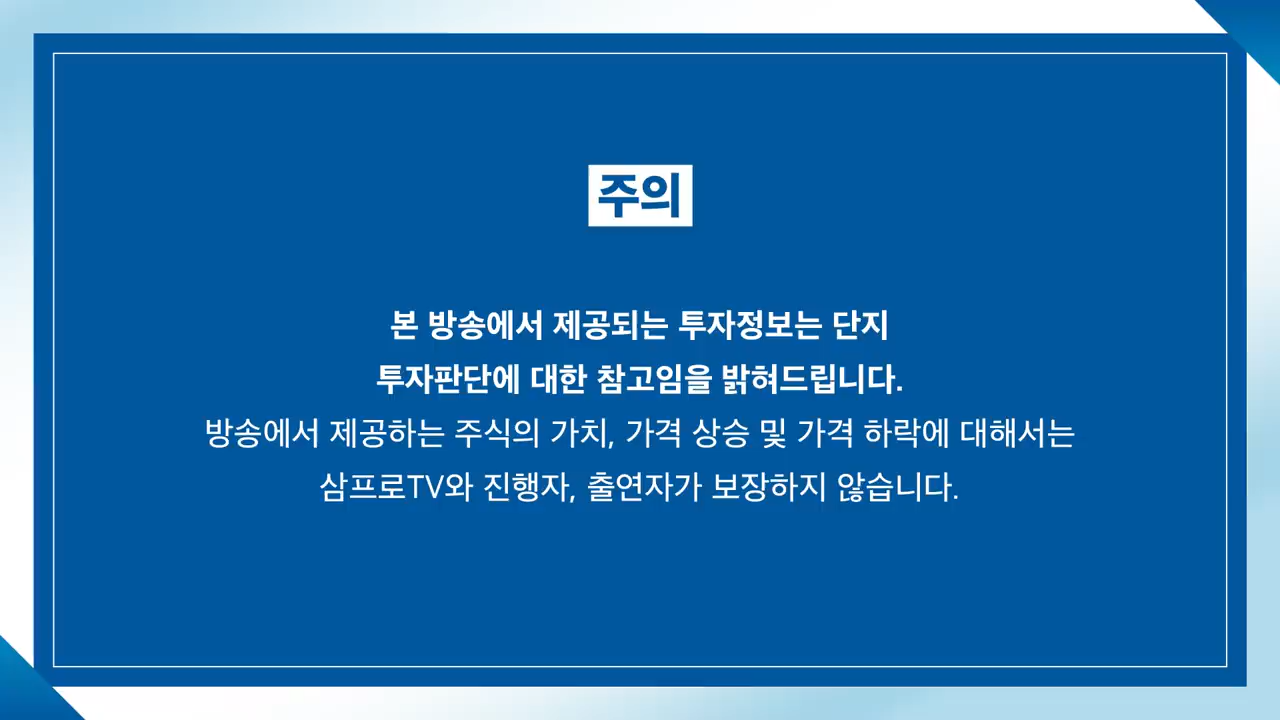 주의
본 방송에서 제공되는 투자정보는 단지
투자판단에 대한 참고임을 밝혀드립니다.
방송에서 제공하는 주식의 가치, 가격 상승 및 가격 하락에 대해서는
삼프로TV와 진행자, 출연자가 보장하지 않습니다.